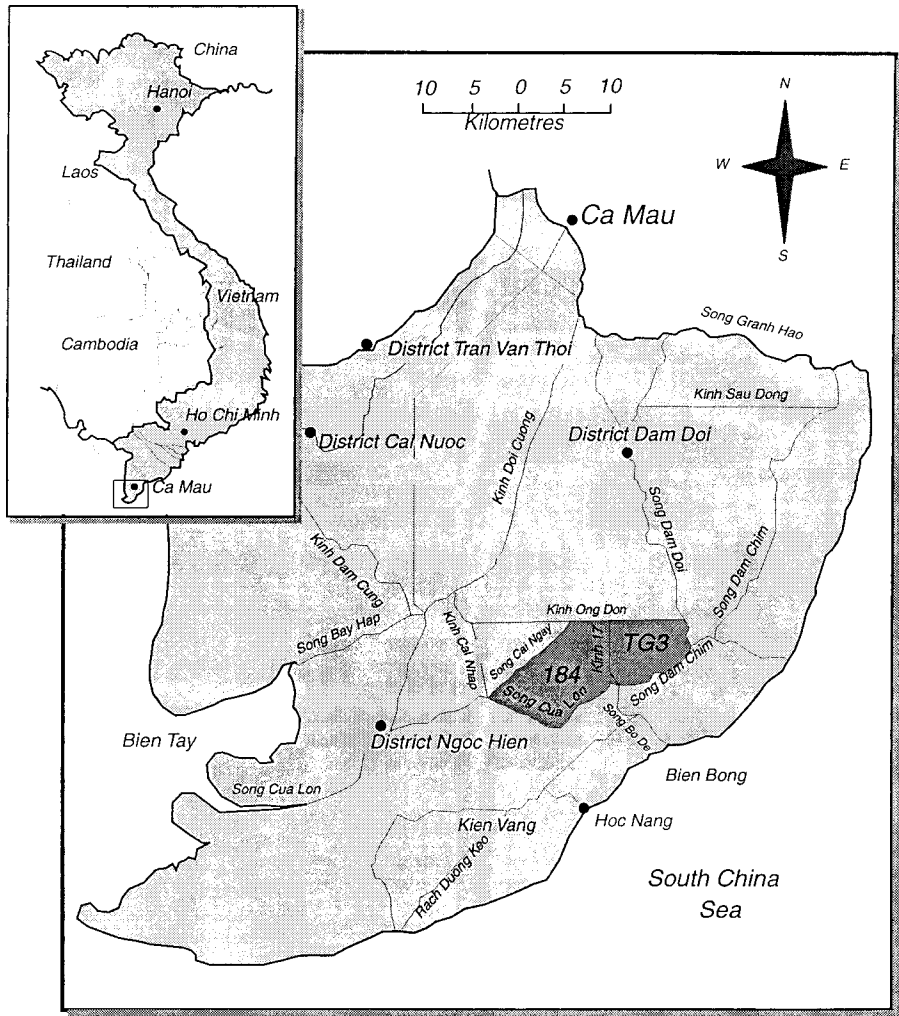 China
Hanoi
Laos
Thailand
Vietnam
Cambodia
Ho Chi Minh
Ca Mau
10 5 0 5 10
Kilometres
N
W E
S
Ca Mau
Song Granh Hao
District Tran Van Thoi
Kinh Sau Dong
District Cal Nuoc
Kinh Doi Cuong
District Dam Doi
Song Dam Doi
Song Dam Chim
Kinh Dam Cung
Kinh Ong Don
Song Bay Hap
Kinh Cal Nhap
Song Cal Ngay
Kinh 17
TG3
184
Song Cua Lon
Song Dam Chim
Song Bo De
Bien Tay
District Ngoc Hien
Bien Bong
Song Cua Lon
Kien Vang
Hoc Nang
Rach Duong Keo
South China
Sea